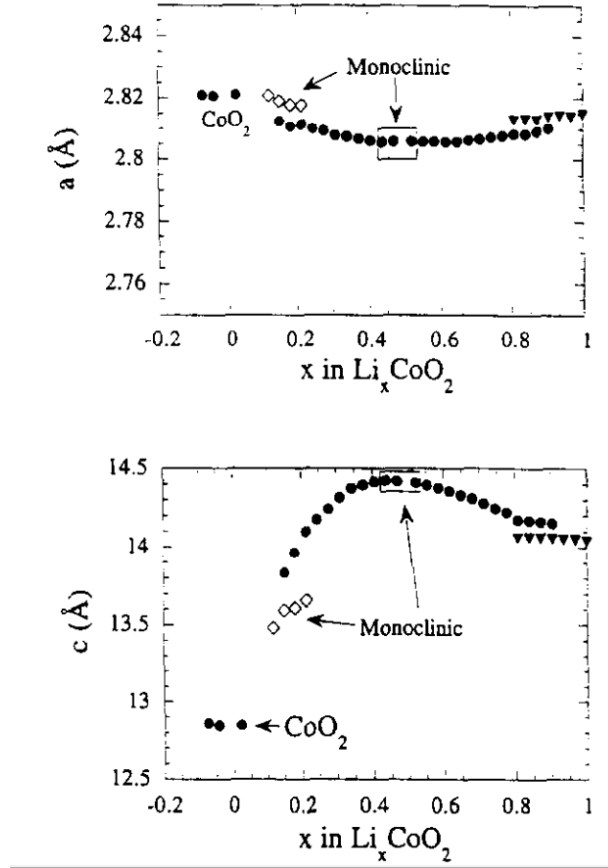 2.84
Monoclinic
2.82
CoO₂
2.8
a (Å)
2.78
2.76
-0.2 0 0.2 0.4 0.6 0.8 1
x in LiₓCoO₂
14.5
14
c (Å)
13.5
Monoclinic
13
CoO₂
12.5
-0.2 0 0.2 0.4 0.6 0.8 1
x in LiₓCoO₂